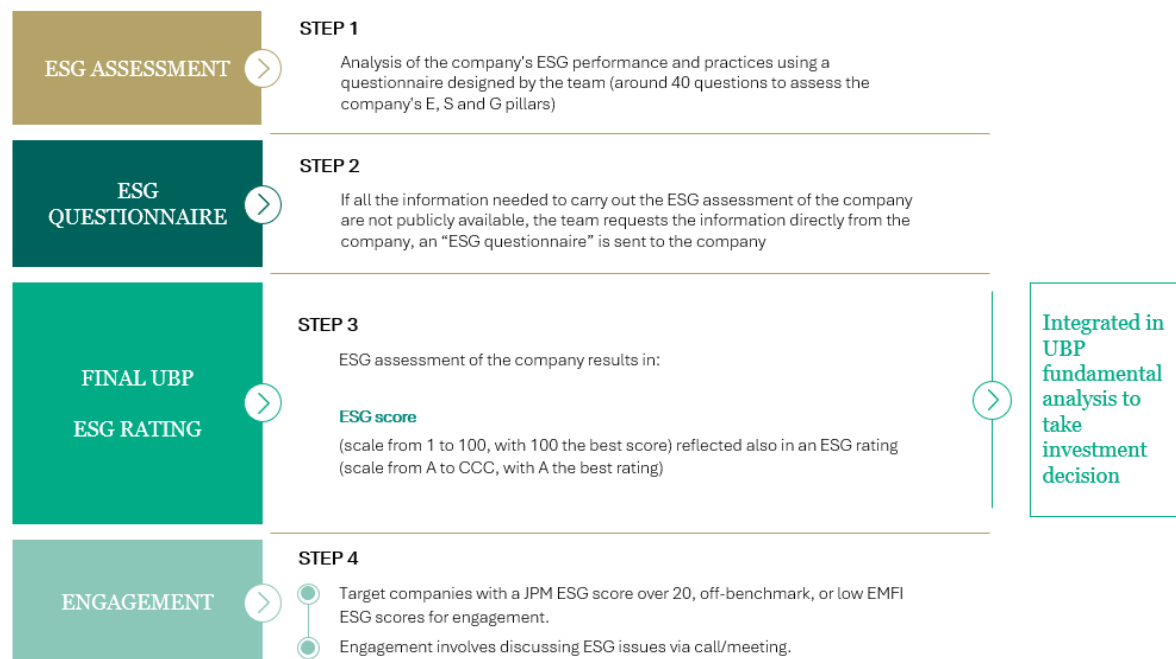 ESG ASSESSMENT
STEP 1
Analysis of the company's ESG performance and practices using a
questionnaire designed by the team (around 40 questions to assess the
company's E, S and G pillars)
ESG
QUESTIONNAIRE
STEP 2
If all the information needed to carry out the ESG assessment of the company
are not publicly available, the team requests the information directly from the
company, an “ESG questionnaire” is sent to the company
FINAL UBP
ESG RATING
STEP 3
ESG assessment of the company results in:
ESG score
(scale from 1 to 100, with 100 the best score) reflected also in an ESG rating
(scale from A to CCC, with A the best rating)
Integrated in
UBP
fundamental
analysis to
take
investment
decision
ENGAGEMENT
STEP 4
Target companies with a JPM ESG score over 20, off-benchmark, or low EMFI
ESG scores for engagement.
Engagement involves discussing ESG issues via call/meeting.